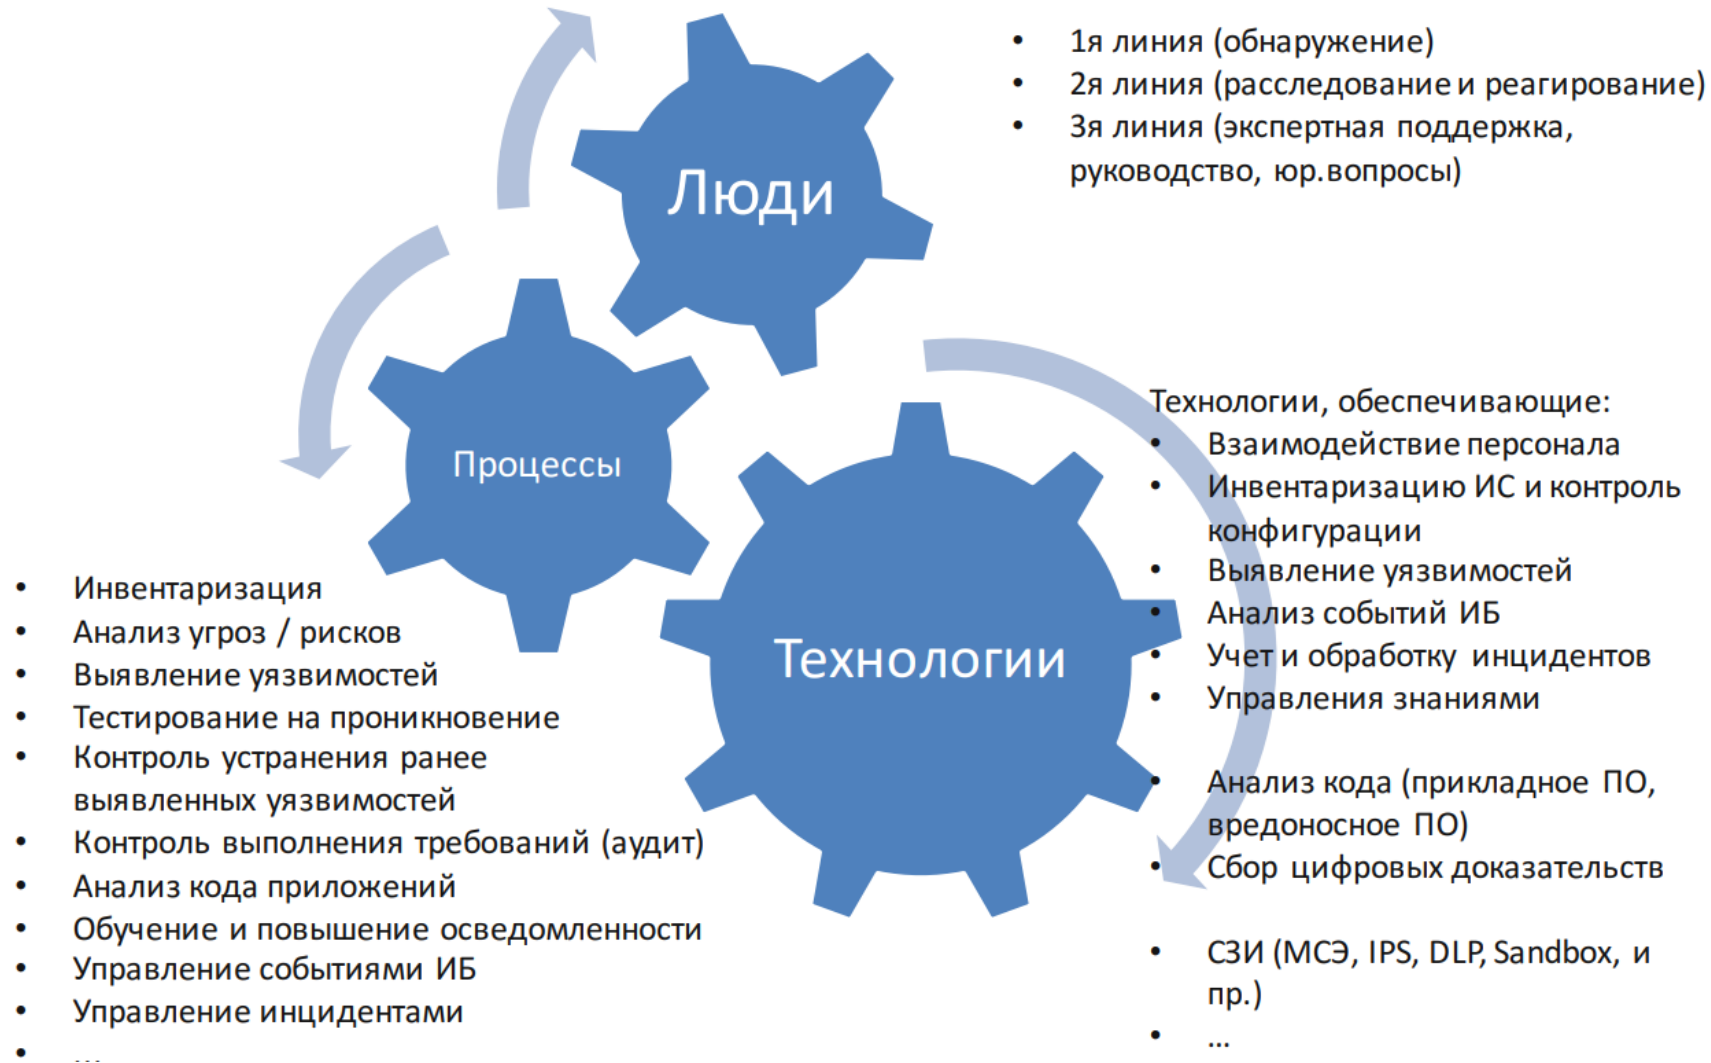 Люди
• 1я линия (обнаружение)
• 2я линия (расследование и реагирование)
• 3я линия (экспертная поддержка,
руководство, юр.вопросы)
Процессы
• Инвентаризация
• Анализ угроз / рисков
• Выявление уязвимостей
• Тестирование на проникновение
• Контроль устранения ранее
выявленных уязвимостей
• Контроль выполнения требований (аудит)
• Анализ кода приложений
• Обучение и повышение осведомленности
• Управление событиями ИБ
• Управление инцидентами
• ...
Технологии
Технологии, обеспечивающие:
• Взаимодействие персонала
• Инвентаризацию ИС и контроль
конфигурации
• Выявление уязвимостей
• Анализ событий ИБ
• Учет и обработку инцидентов
• Управления знаниями
• Анализ кода (прикладное ПО,
вредоносное ПО)
• Сбор цифровых доказательств
• СЗИ (МСЭ, IPS, DLP, Sandbox, и
пр.)
• ...